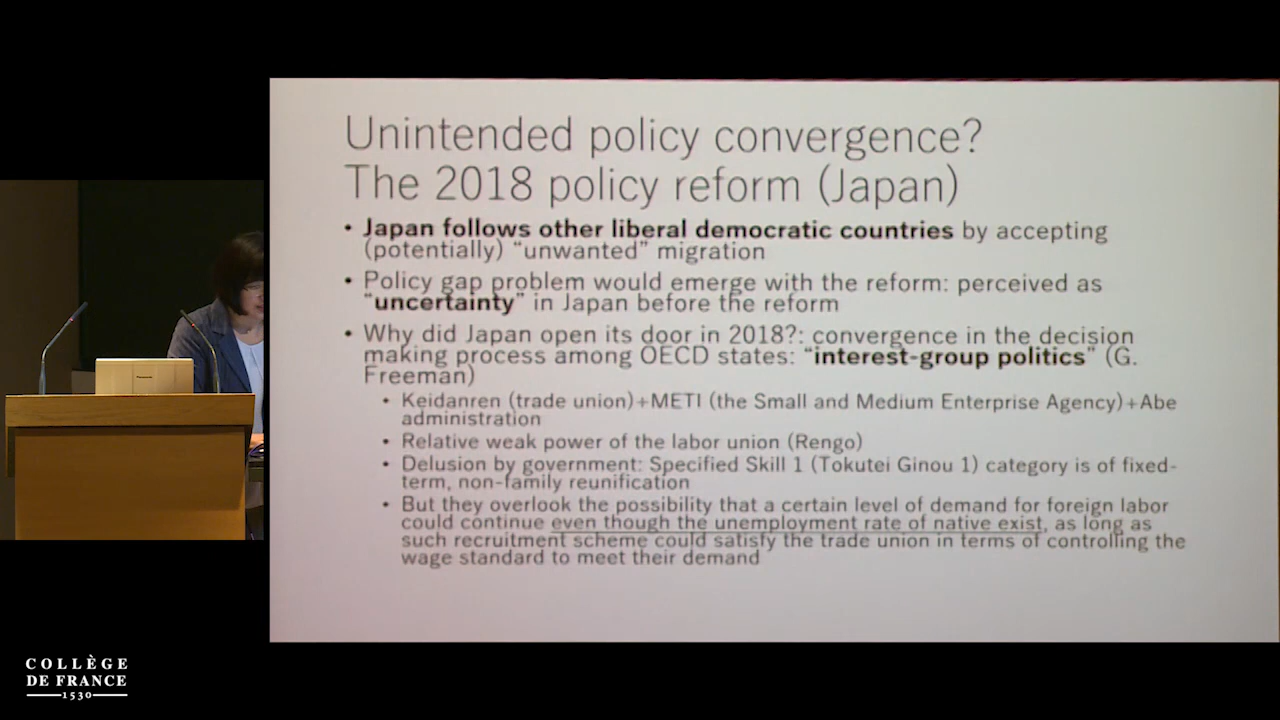 Unintended policy convergence?
The 2018 policy reform (Japan)
• Japan follows other liberal democratic countries by accepting
(potentially) “unwanted” migration
• Policy gap problem would emerge with the reform: perceived as
“uncertainty” in Japan before the reform
• Why did Japan open its door in 2018?: convergence in the decision
making process among OECD states: “interest-group politics” (G.
Freeman)
• Keidanren (trade union)+METI (the Small and Medium Enterprise Agency)+Abe
administration
• Relative weak power of the labor union (Rengo)
• Delusion by government: Specified Skill 1 (Tokutei Ginou 1) category is of fixed-
term, non-family reunification
• But they overlook the possibility that a certain level of demand for foreign labor
could continue even though the unemployment rate of native exist, as long as
such recruitment scheme could satisfy the trade union in terms of controlling the
wage standard to meet their demand
Panasonic
COLLÈGE
DE FRANCE
1530